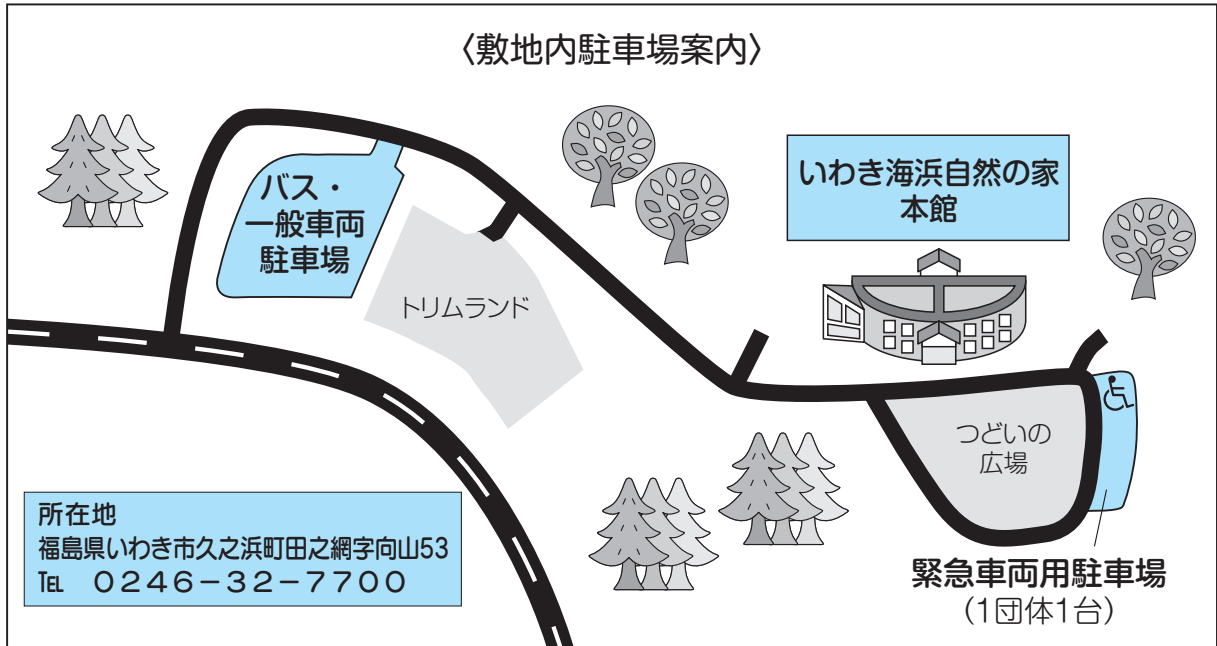 〈敷地内駐車場案内〉
バス・
一般車両
駐車場
トリムランド
いわき海浜自然の家
本館
つどいの
広場
所在地
福島県いわき市久之浜町田之網字向山53
℡　０２４６－３２－７７００
緊急車両用駐車場
(1団体1台)